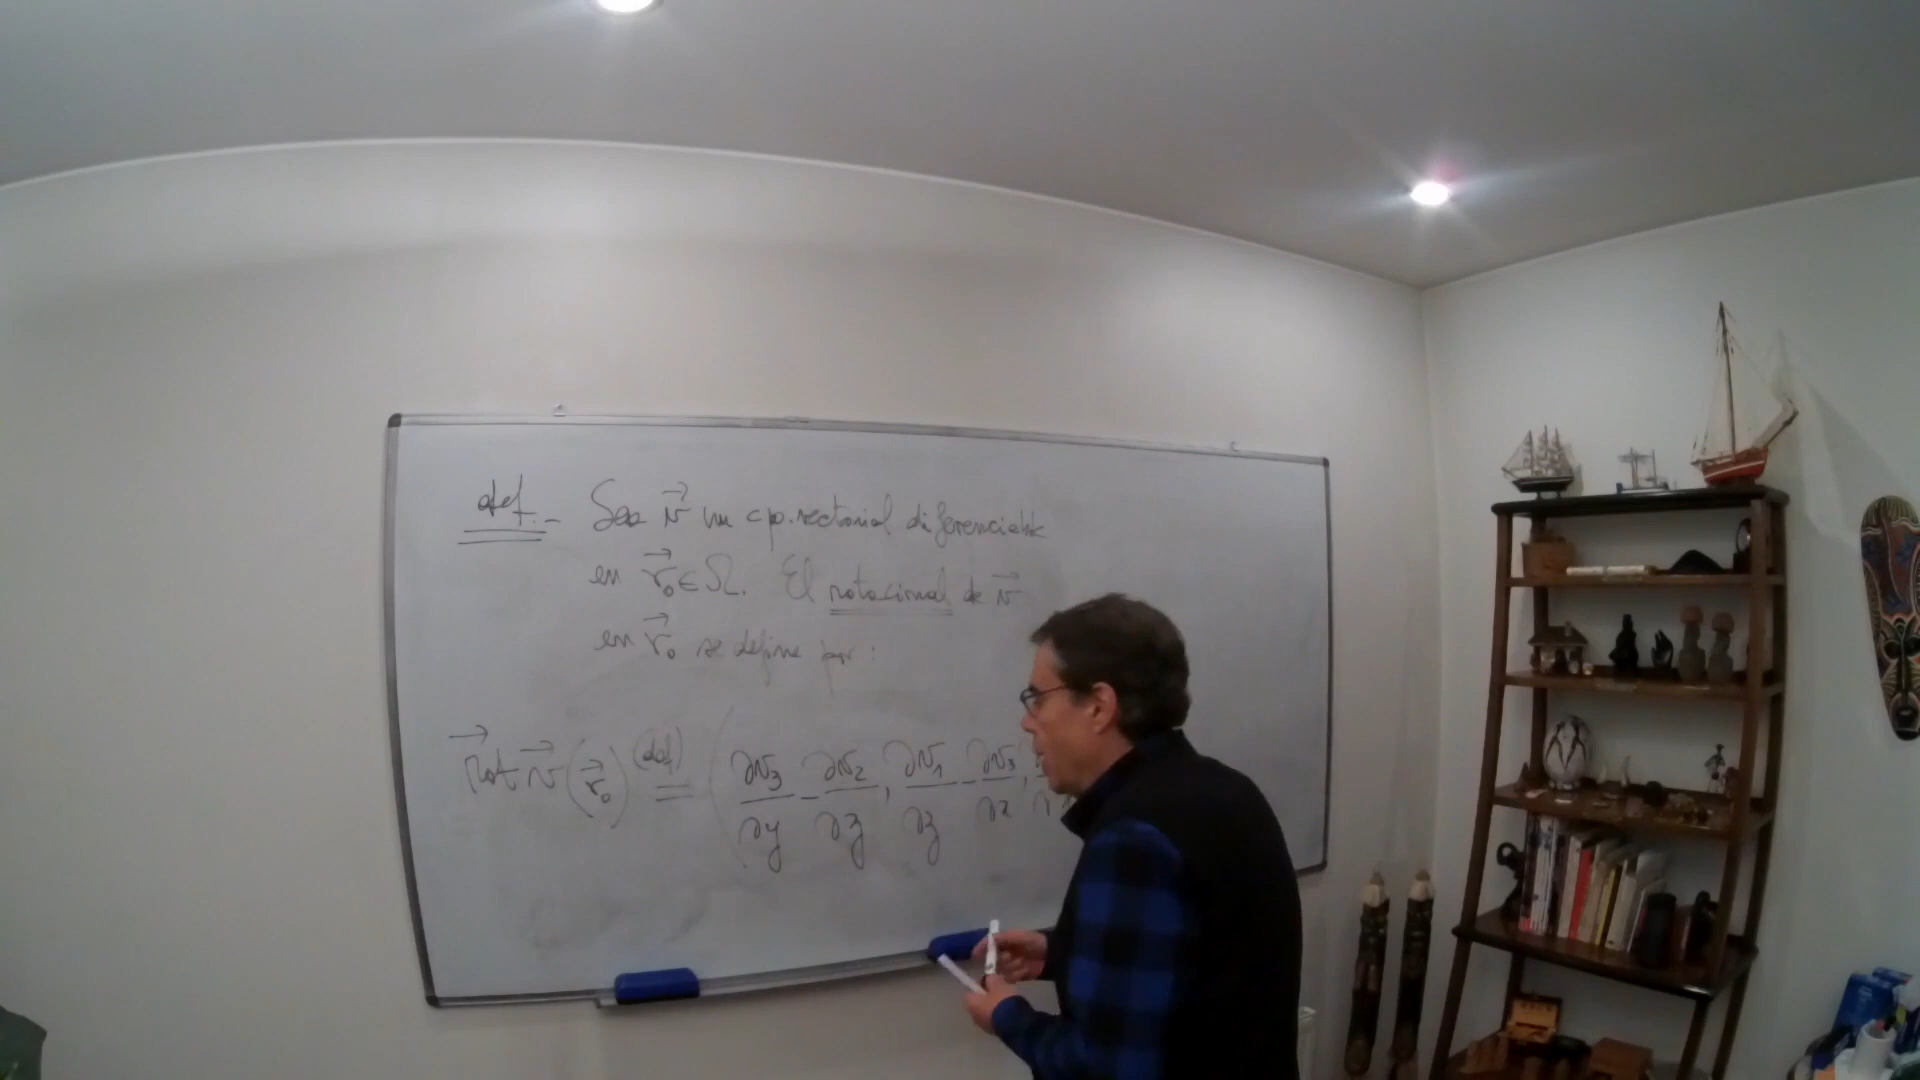 def.- Sea v⃗ un cp. vectorial diferenciable
en r⃗₀ ∈ Ω. El rotacional de v⃗
en r⃗₀ se define por:
rot⃗ v⃗ (r⃗₀) (def) = ( ∂v₃/∂y - ∂v₂/∂z , ∂v₁/∂z - ∂v₃/∂x ,